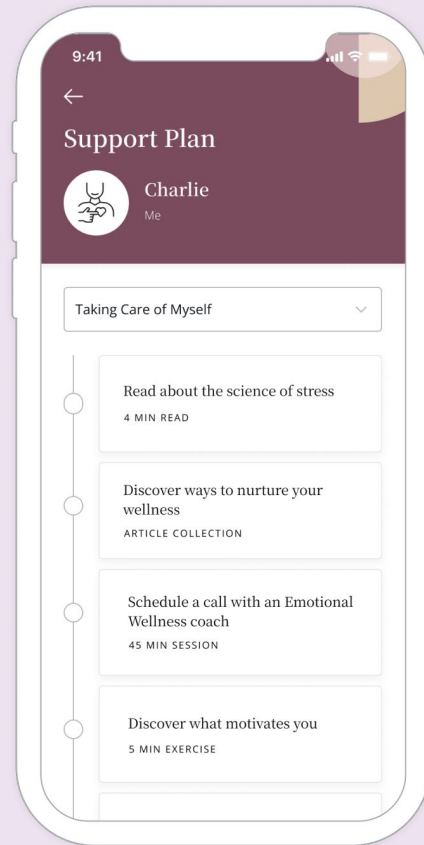 9:41
Support Plan
Charlie
Me
Taking Care of Myself
Read about the science of stress
4 MIN READ
Discover ways to nurture your
wellness
ARTICLE COLLECTION
Schedule a call with an Emotional
Wellness coach
45 MIN SESSION
Discover what motivates you
5 MIN EXERCISE